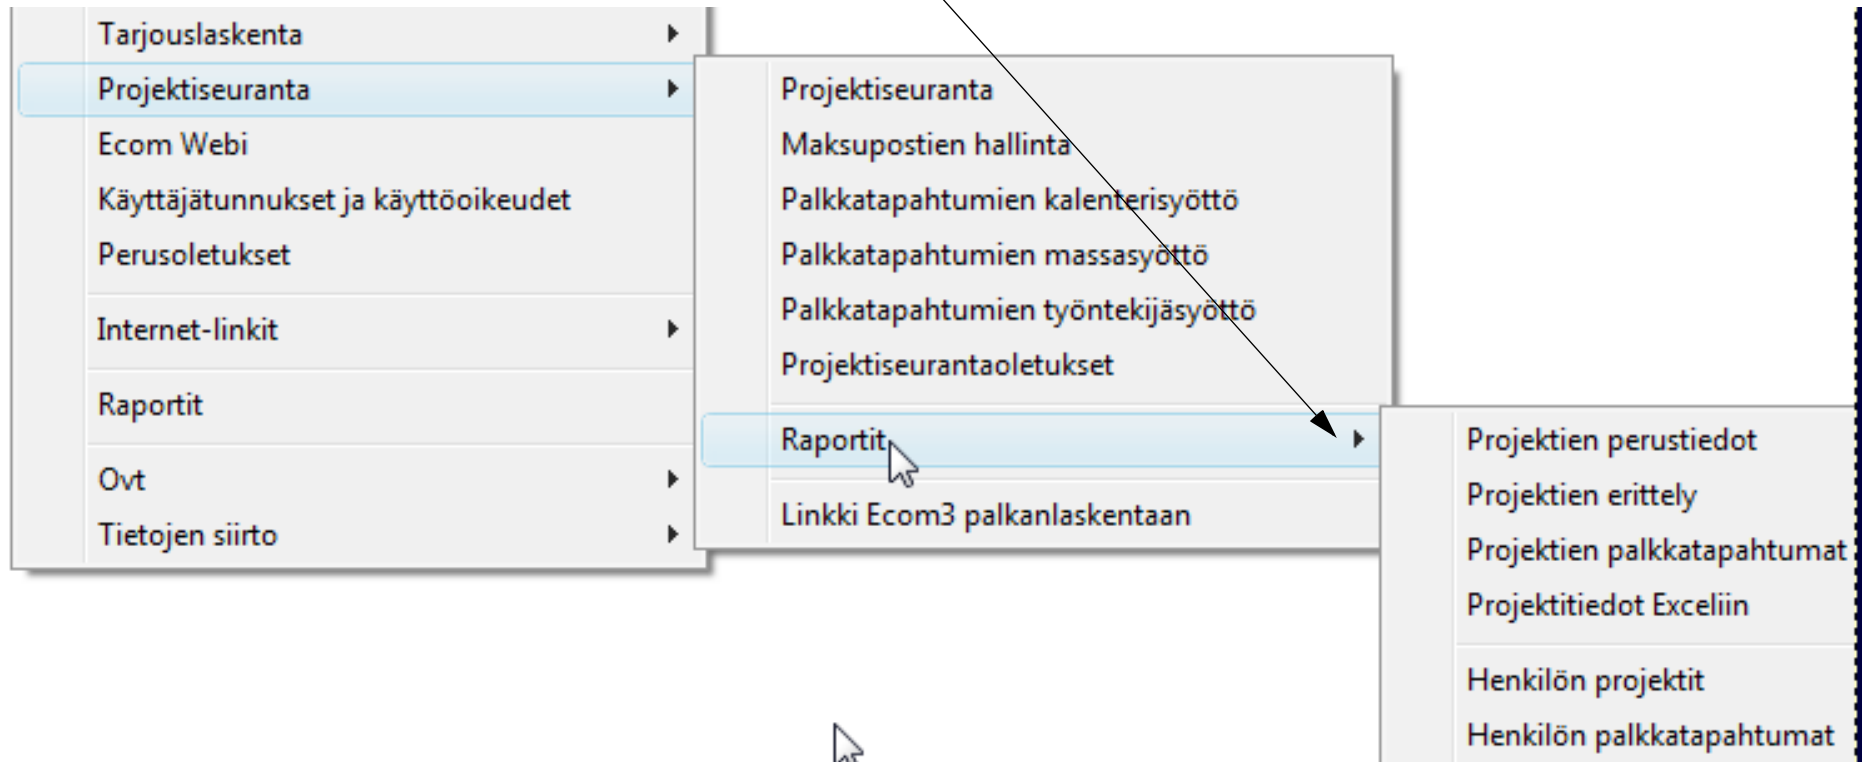 Tarjouslaskenta
Projektiseuranta
Ecom Webi
Käyttäjätunnukset ja käyttöoikeudet
Perusoletukset
Internet-linkit
Raportit
Ovt
Tietojen siirto
Projektiseuranta
Maksupostien hallinta
Palkkatapahtumien kalenterisyöttö
Palkkatapahtumien massasyöttö
Palkkatapahtumien työntekijäsyöttö
Projektiseurantaoletukset
Raportit
Linkki Ecom3 palkanlaskentaan
Projektien perustiedot
Projektien erittely
Projektien palkkatapahtumat
Projektitiedot Exceliin
Henkilön projektit
Henkilön palkkatapahtumat